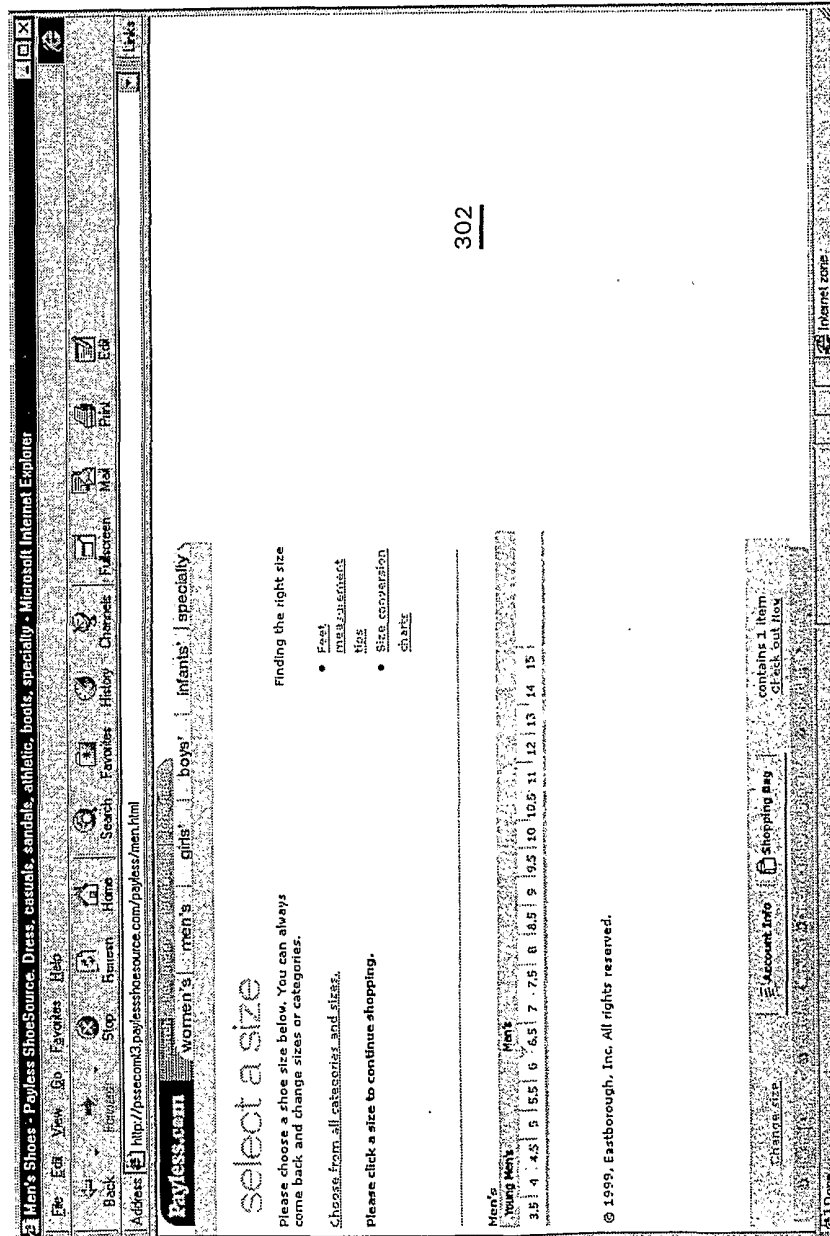 Men's Shoes - Payless ShoeSource. Dress, casuals, sandals, athletic, boots, specialty - Microsoft Internet Explorer
File Edit View Go Favorites Help
Back Forward Stop Refresh Home Search Favorites History Channels Fullscreen Mail Print Edit
Address http://pssecomt3.paylessshoesource.com/payless/men.html
Links
Payless.com
women's men's girls' boys' infants' specialty
select a size
Please choose a shoe size below. You can always
come back and change sizes or categories.
Choose from all categories and sizes.
Please click a size to continue shopping.
Finding the right size
• Feet
measurement
tips
• Size conversion
charts
302
Men's
Young Men's Men's
3.5 4 4.5 5 5.5 6 6.5 7 7.5 8 8.5 9 9.5 10 10.5 11 12 13 14 15
© 1999, Eastborough, Inc. All rights reserved.
Change size
Account Info
Shopping Bag
contains 1 item.
Check out Now
Done
Internet zone